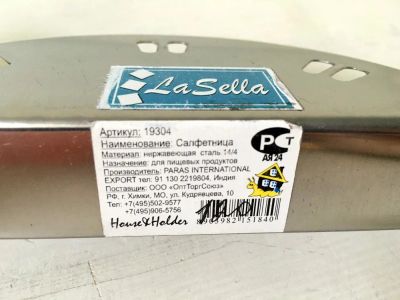 LaSella
Артикул: 19304
Наименование: Салфетница
Материал: нержавеющая сталь 14/4
Назначение: для пищевых продуктов
Производитель: PARAS INTERNATIONAL
EXPORT тел: 91 130 2219804, Индия
Поставщик: ООО «ОптТоргСоюз»
РФ, г. Химки, МО, ул. Кудрявцева, 10
Тел: +7(495)502-9577
+7(495)906-5756
House&Holder
8903982 151840
РСТ
АЯ 24